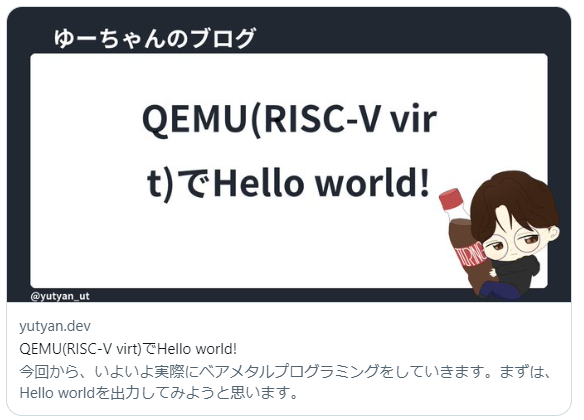 ゆーちゃんのブログ
QEMU(RISC-V vir
t)でHello world!
TURING
@yutyan_ut
yutyan.dev
QEMU(RISC-V virt)でHello world!
今回から、いよいよ実際にベアメタルプログラミングをしていきます。まずは、
Hello worldを出力してみようと思います。